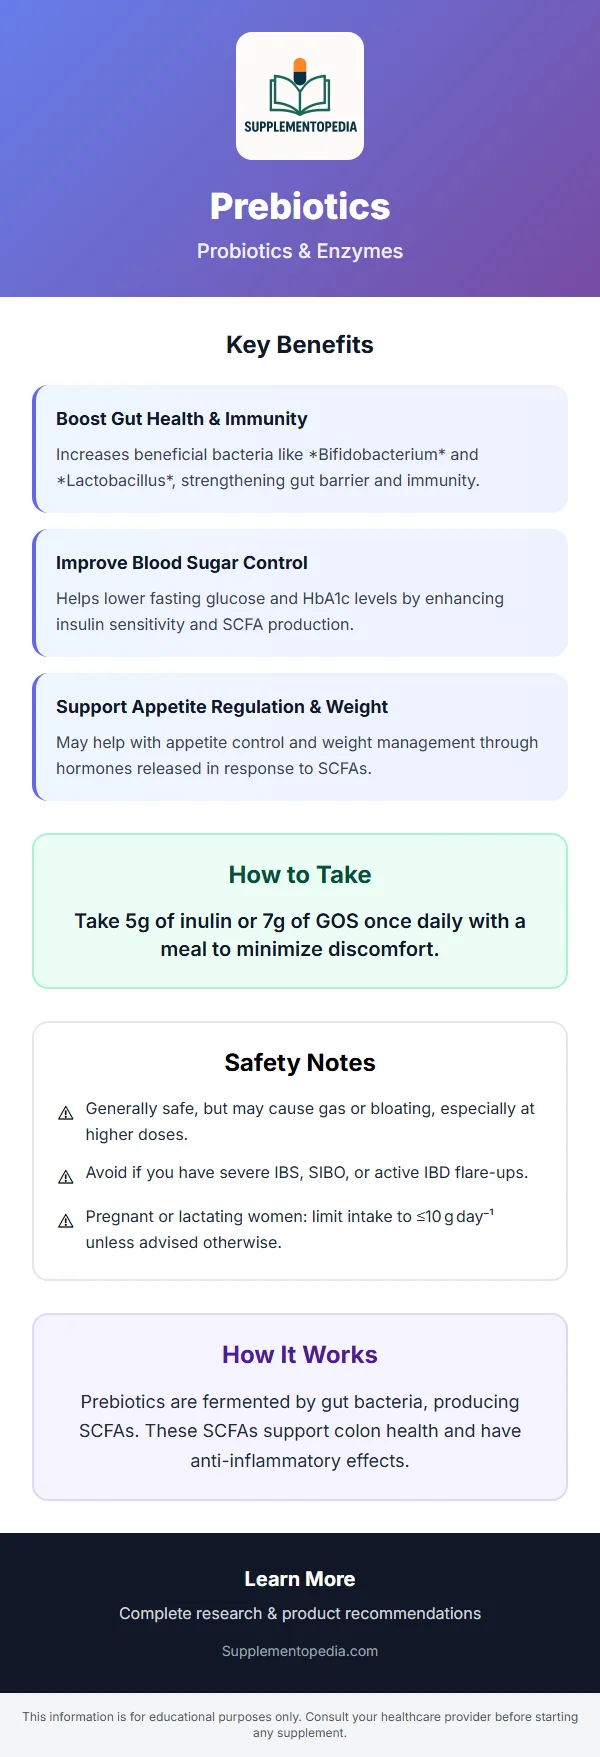 SUPPLEMENTOPEDIA
Prebiotics
Probiotics & Enzymes
Key Benefits
Boost Gut Health & Immunity
Increases beneficial bacteria like *Bifidobacterium* and
*Lactobacillus*, strengthening gut barrier and immunity.
Improve Blood Sugar Control
Helps lower fasting glucose and HbA1c levels by enhancing
insulin sensitivity and SCFA production.
Support Appetite Regulation & Weight
May help with appetite control and weight management through
hormones released in response to SCFAs.
How to Take
Take 5g of inulin or 7g of GOS once daily with a
meal to minimize discomfort.
Safety Notes
⚠ Generally safe, but may cause gas or bloating, especially at
higher doses.
⚠ Avoid if you have severe IBS, SIBO, or active IBD flare-ups.
⚠ Pregnant or lactating women: limit intake to ≤10 g day⁻¹
unless advised otherwise.
How It Works
Prebiotics are fermented by gut bacteria, producing
SCFAs. These SCFAs support colon health and have
anti-inflammatory effects.
Learn More
Complete research & product recommendations
Supplementopedia.com
This information is for educational purposes only. Consult your healthcare provider before starting
any supplement.